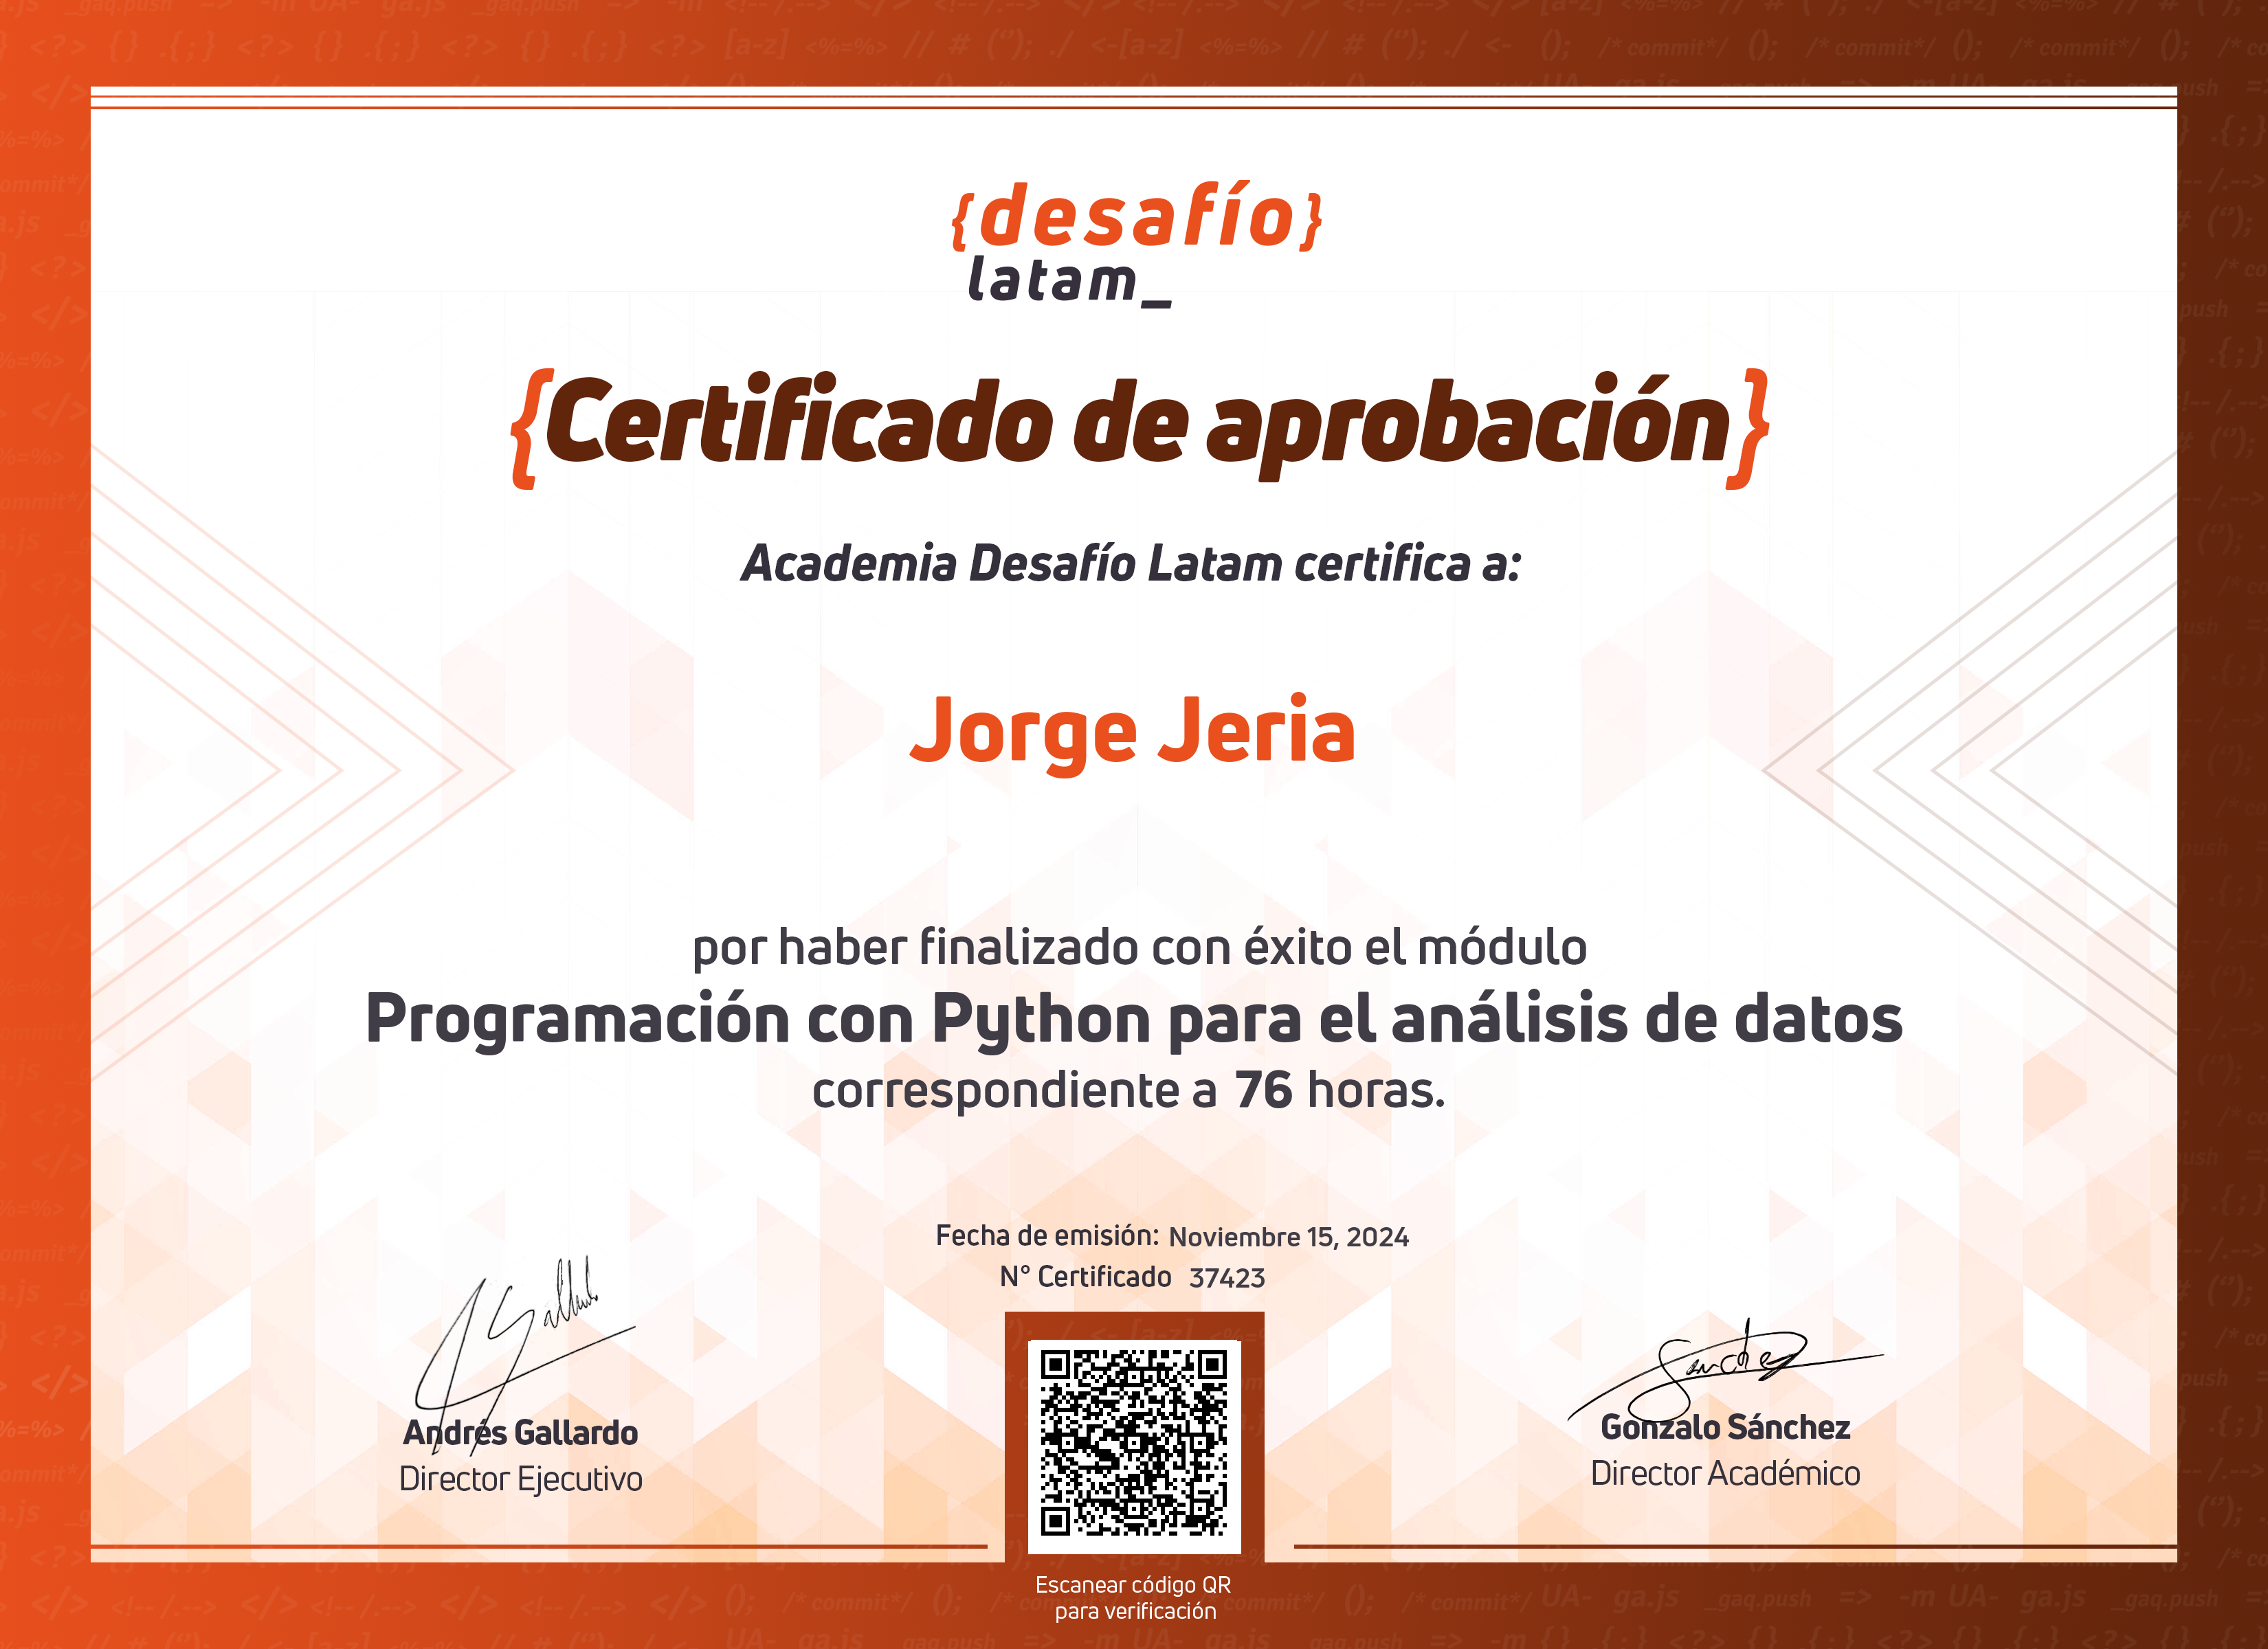 {desafío}
latam_
{Certificado de aprobación}
Academia Desafío Latam certifica a:
Jorge Jeria
por haber finalizado con éxito el módulo
Programación con Python para el análisis de datos
correspondiente a 76 horas.
Fecha de emisión: Noviembre 15, 2024
N° Certificado 37423
Andrés Gallardo
Director Ejecutivo
Gonzalo Sánchez
Director Académico
Escanear código QR
para verificación